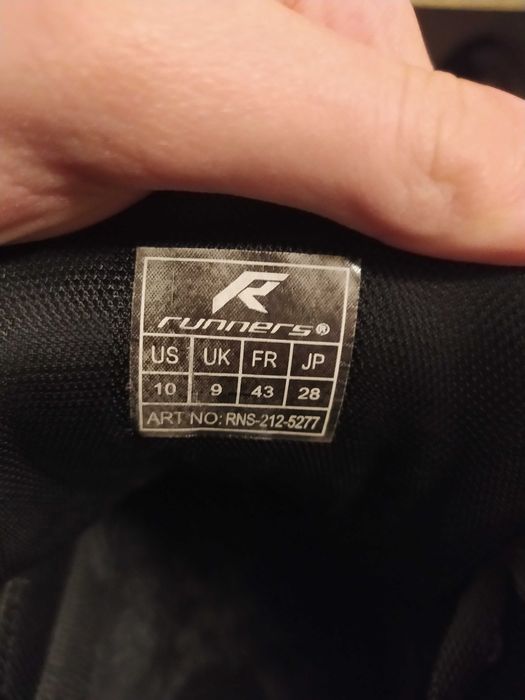 runners®
US UK FR JP
10 9 43 28
ART NO: RNS-212-5277